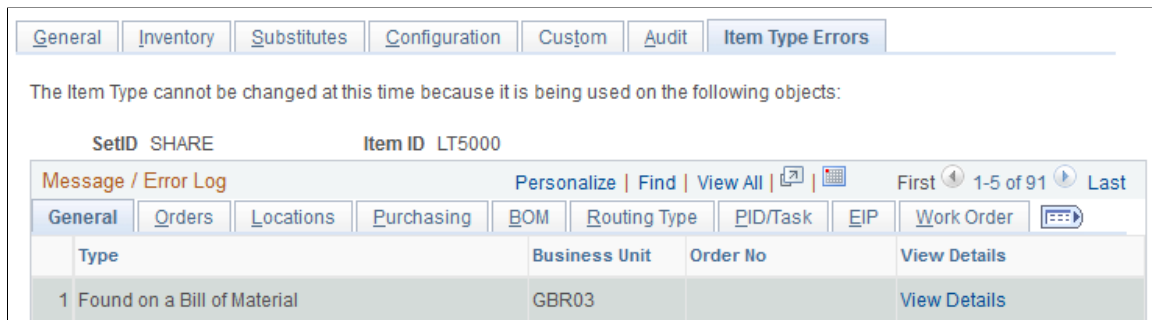 General Inventory Substitutes Configuration Custom Audit Item Type Errors
The Item Type cannot be changed at this time because it is being used on the following objects:
SetID SHARE Item ID LT5000
Message / Error Log Personalize | Find | View All | | First 1-5 of 91 Last
General Orders Locations Purchasing BOM Routing Type PID/Task EIP Work Order
Type Business Unit Order No View Details
1 Found on a Bill of Material GBR03 View Details